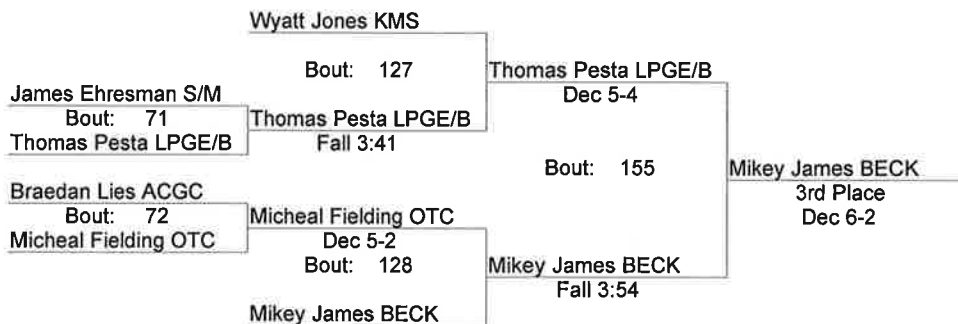 Wyatt Jones KMS
Bout: 127
Thomas Pesta LPGE/B
Dec 5-4
James Ehresman S/M
Bout: 71
Thomas Pesta LPGE/B
Thomas Pesta LPGE/B
Fall 3:41
Bout: 155
Mikey James BECK
3rd Place
Dec 6-2
Braedan Lies ACGC
Bout: 72
Micheal Fielding OTC
Micheal Fielding OTC
Dec 5-2
Bout: 128
Mikey James BECK
Fall 3:54
Mikey James BECK